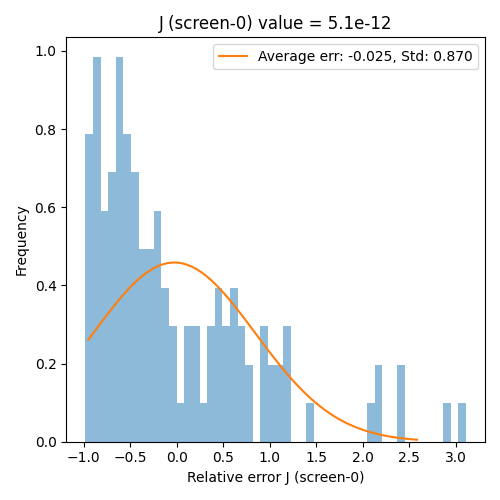 J (screen-0) value = 5.1e-12
Average err: -0.025, Std: 0.870
Frequency
1.0
0.8
0.6
0.4
0.2
0.0
−1.0 −0.5 0.0 0.5 1.0 1.5 2.0 2.5 3.0
Relative error J (screen-0)